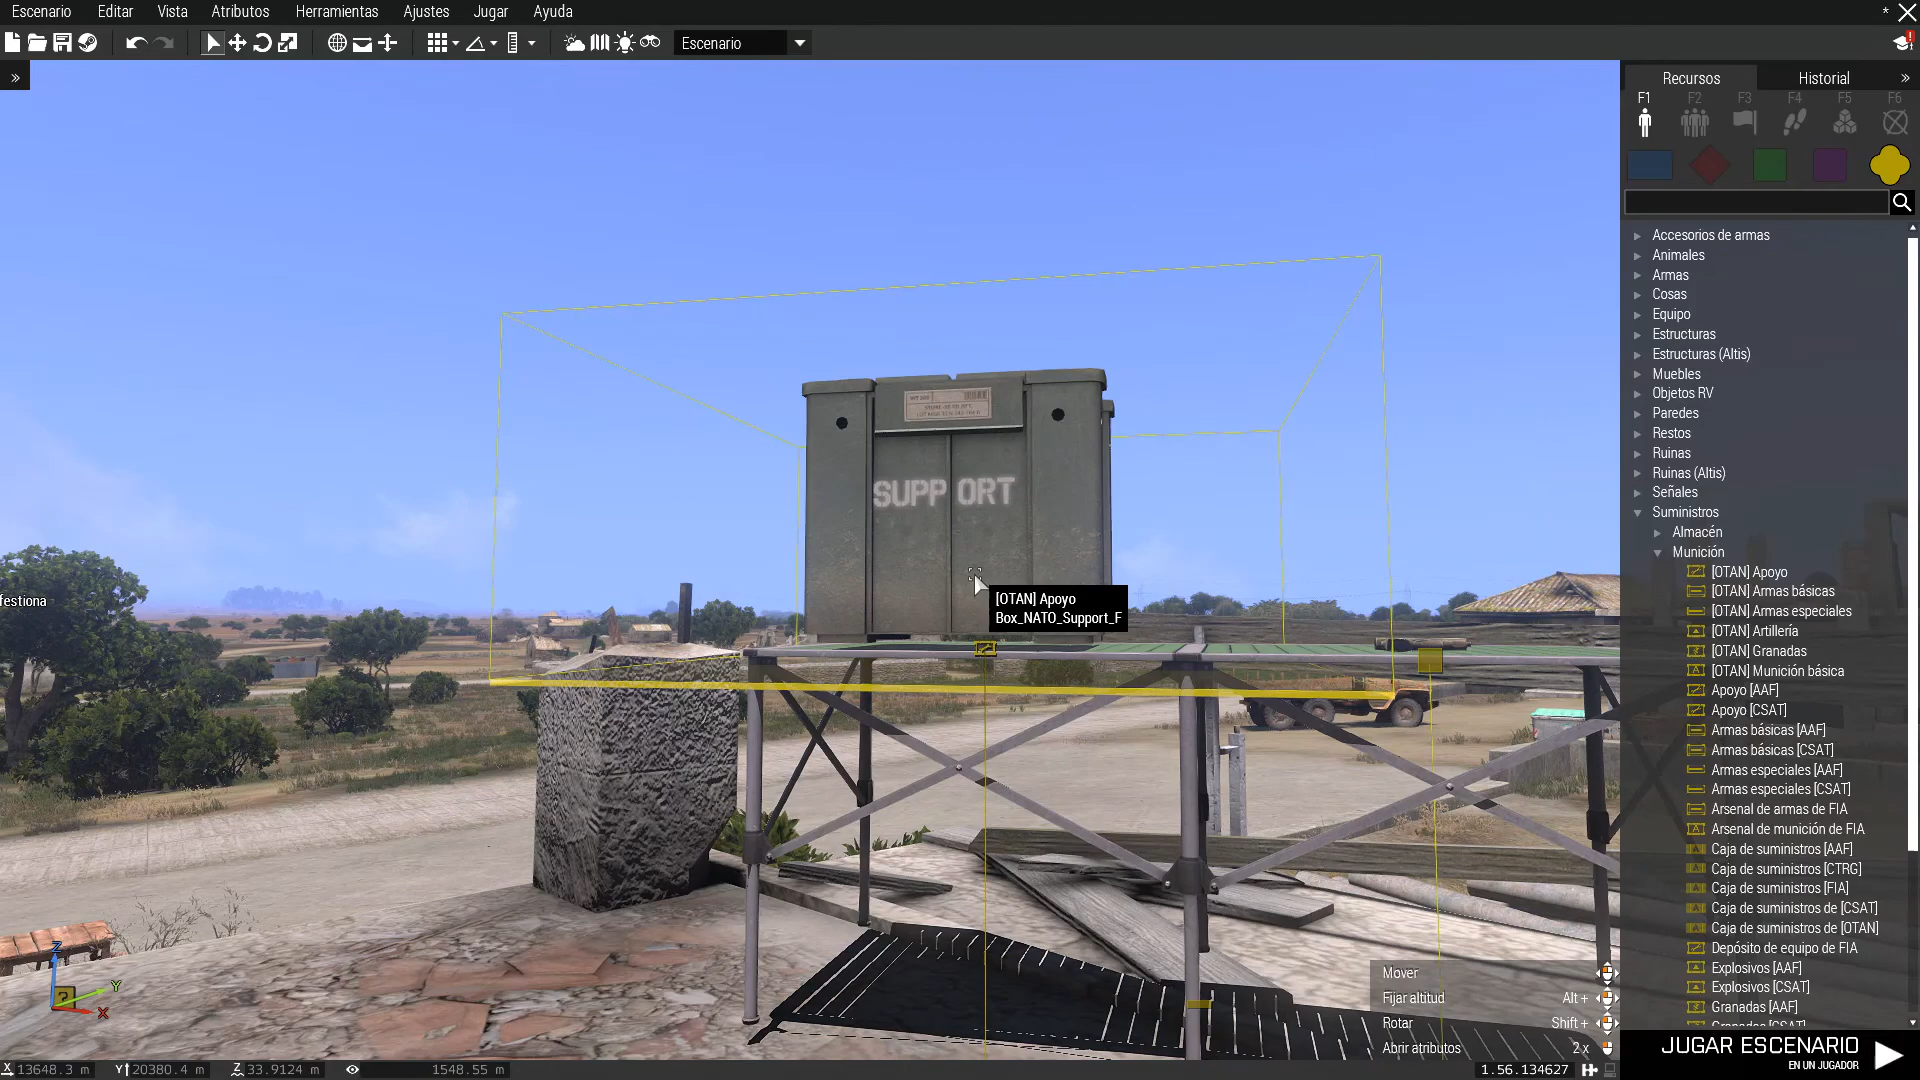 Escenario Editar Vista Atributos Herramientas Ajustes Jugar Ayuda
*
Escenario
Recursos Historial
F1 F2 F3 F4 F5 F6
Accesorios de armas
Animales
Armas
Cosas
Equipo
Estructuras
Estructuras (Altis)
Muebles
Objetos RV
Paredes
Restos
Ruinas
Ruinas (Altis)
Señales
Suministros
Almacén
Munición
[OTAN] Apoyo
[OTAN] Armas básicas
[OTAN] Armas especiales
[OTAN] Artillería
[OTAN] Granadas
[OTAN] Munición básica
Apoyo [AAF]
Apoyo [CSAT]
Armas básicas [AAF]
Armas básicas [CSAT]
Armas especiales [AAF]
Armas especiales [CSAT]
Arsenal de armas de FIA
Arsenal de munición de FIA
Caja de suministros [AAF]
Caja de suministros [CTRG]
Caja de suministros [FIA]
Caja de suministros de [CSAT]
Caja de suministros de [OTAN]
Depósito de equipo de FIA
Explosivos [AAF]
Explosivos [CSAT]
Granadas [AAF]
Granadas [CSAT]
SUPPORT
[OTAN] Apoyo
Box_NATO_Support_F
festiona
Z
Y
X
?
Mover
Fijar altitud Alt +
Rotar Shift +
Abrir atributos 2 x
JUGAR ESCENARIO
EN UN JUGADOR
X 13648.3 m Y 20380.4 m Z 33.9124 m 1548.55 m 1.56.134627